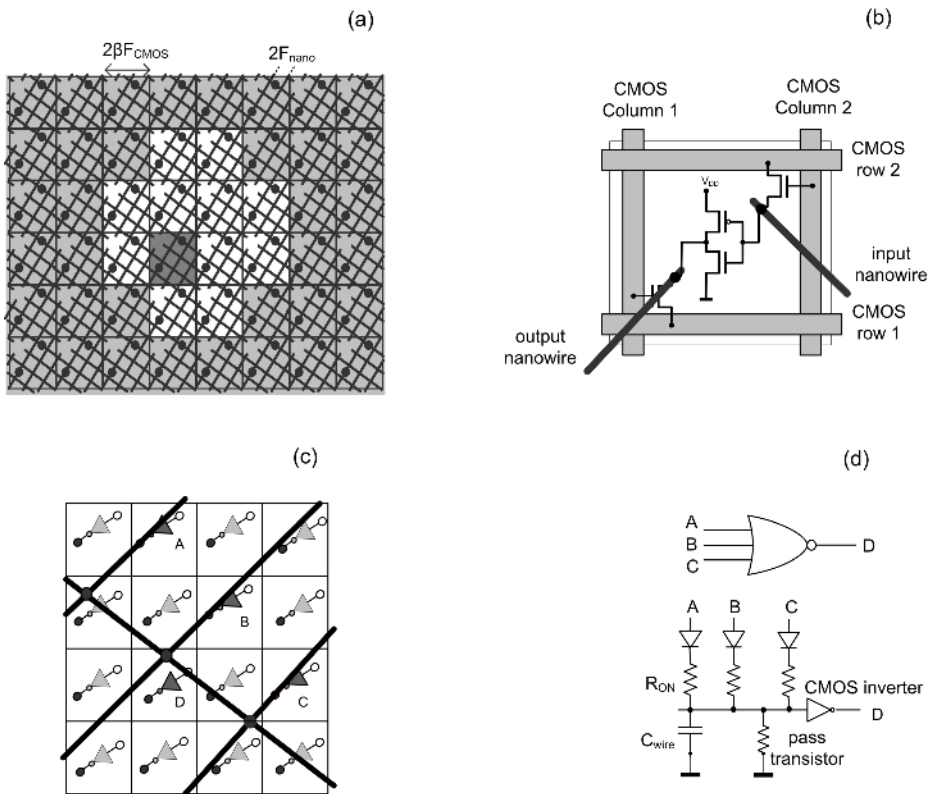 (a)
2βF_CMOS
2F_nano
(b)
CMOS
Column 1
CMOS
Column 2
CMOS
row 2
V_DD
input
nanowire
output
nanowire
CMOS
row 1
(c)
A
B
D
C
(d)
A
B
C
D
A
B
C
R_ON
CMOS inverter
D
C_wire
pass
transistor